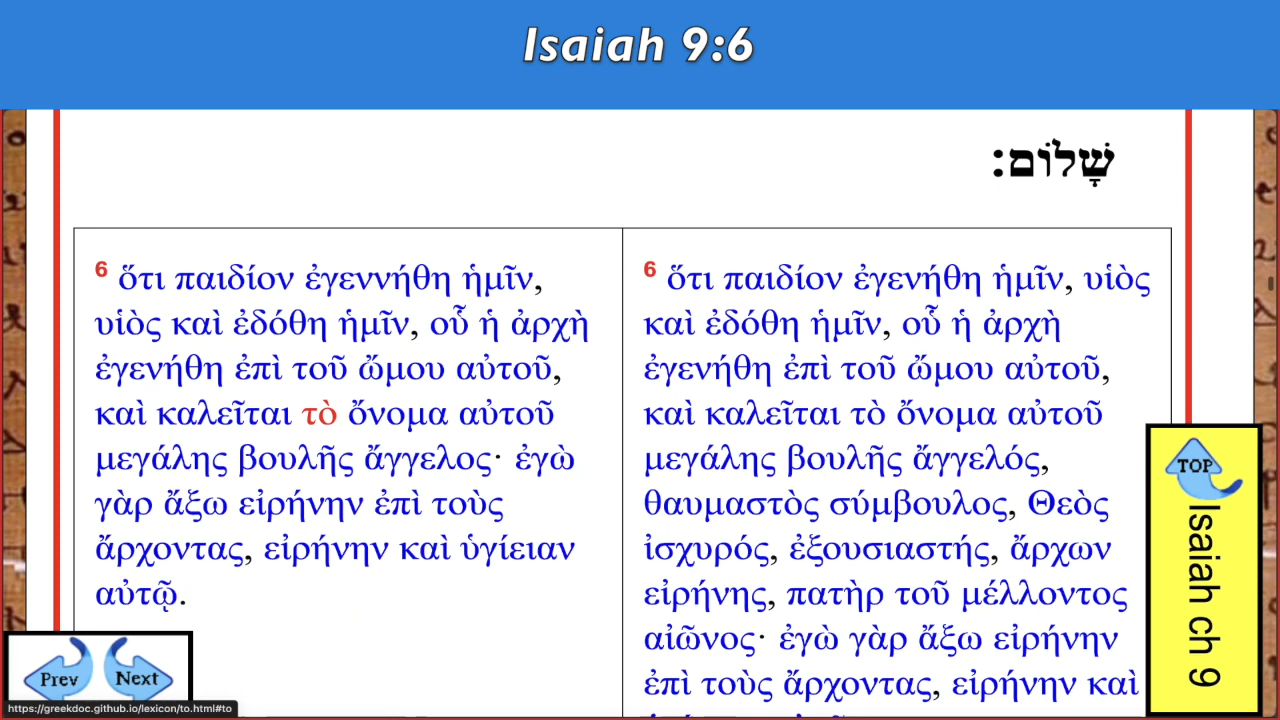 Isaiah 9:6
שָׁלוֹם׃
6 ὅτι παιδίον ἐγεννήθη ἡμῖν,
υἱὸς καὶ ἐδόθη ἡμῖν, οὗ ἡ ἀρχὴ
ἐγενήθη ἐπὶ τοῦ ὤμου αὐτοῦ,
καὶ καλεῖται τὸ ὄνομα αὐτοῦ
μεγάλης βουλῆς ἄγγελος· ἐγὼ
γὰρ ἄξω εἰρήνην ἐπὶ τοὺς
ἄρχοντας, εἰρήνην καὶ ὑγίειαν
αὐτῷ.
6 ὅτι παιδίον ἐγενήθη ἡμῖν, υἱὸς
καὶ ἐδόθη ἡμῖν, οὗ ἡ ἀρχὴ
ἐγενήθη ἐπὶ τοῦ ὤμου αὐτοῦ,
καὶ καλεῖται τὸ ὄνομα αὐτοῦ
μεγάλης βουλῆς ἄγγελός,
θαυμαστὸς σύμβουλος, Θεὸς
ἰσχυρός, ἐξουσιαστής, ἄρχων
εἰρήνης, πατὴρ τοῦ μέλλοντος
αἰῶνος· ἐγὼ γὰρ ἄξω εἰρήνην
ἐπὶ τοὺς ἄρχοντας, εἰρήνην καὶ
TOP
Isaiah ch 9
Prev
Next
https://greekdoc.github.io/lexicon/to.html#to